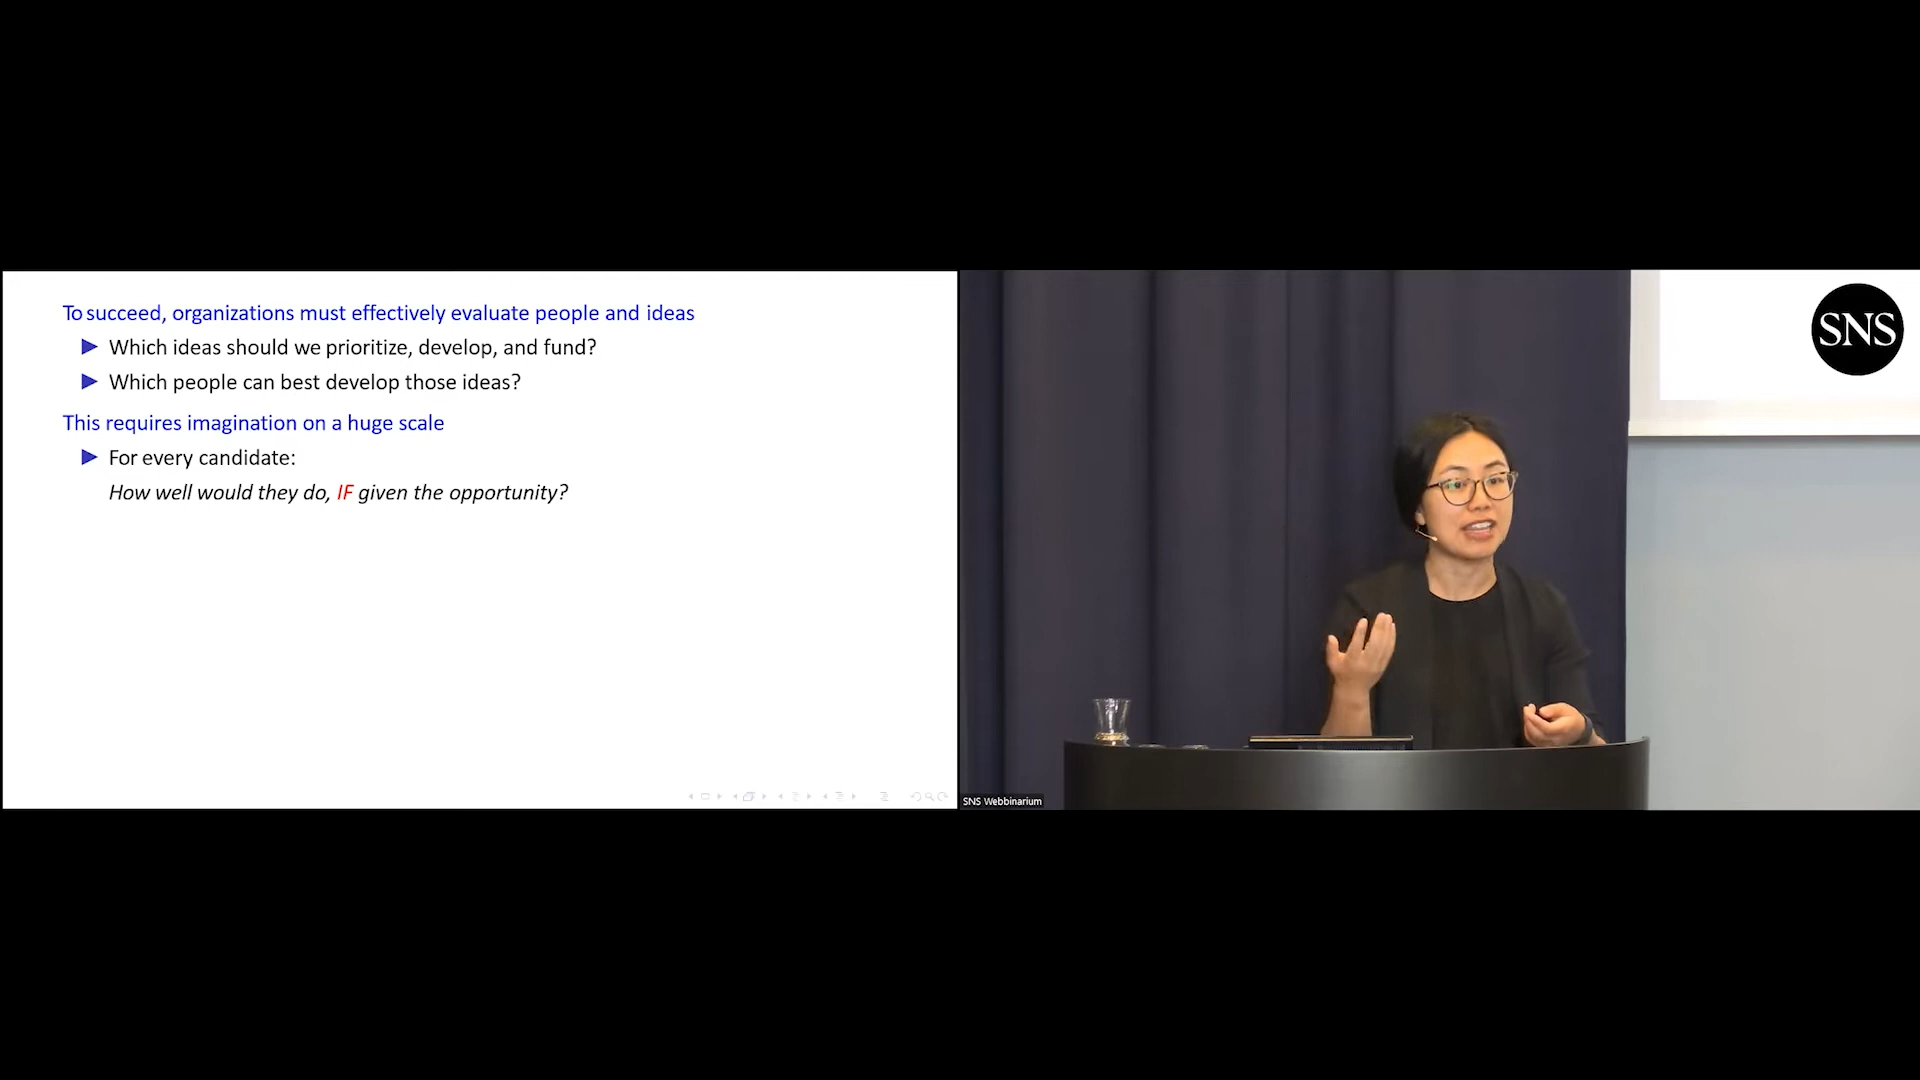 To succeed, organizations must effectively evaluate people and ideas
Which ideas should we prioritize, develop, and fund?
Which people can best develop those ideas?
This requires imagination on a huge scale
For every candidate:
How well would they do, IF given the opportunity?
SNS
SNS Webbinarium